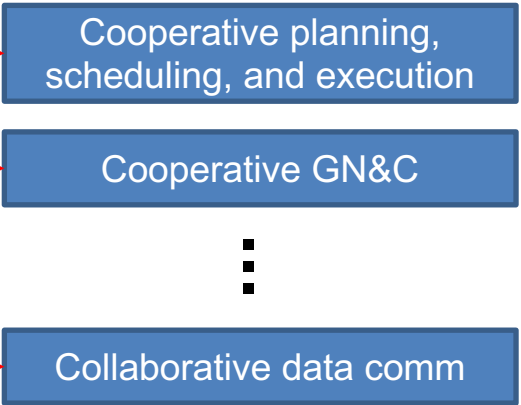 Cooperative planning,
scheduling, and execution
Cooperative GN&C
Collaborative data comm